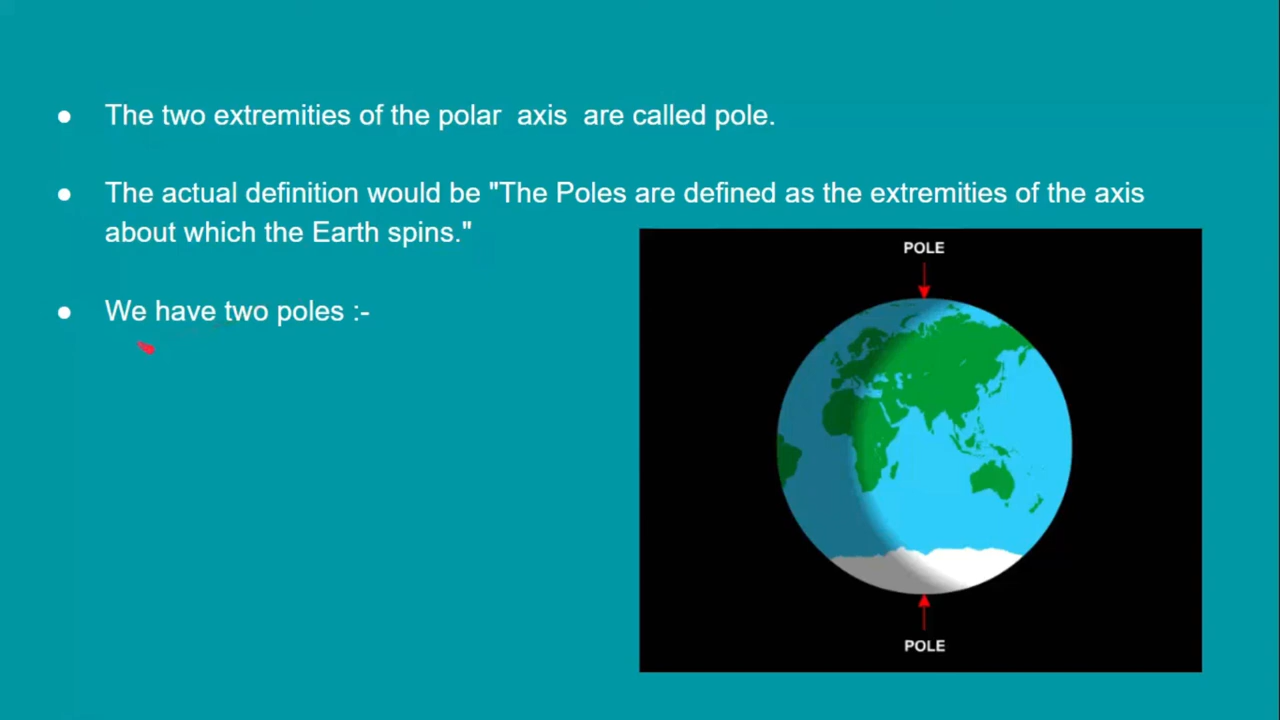 ● The two extremities of the polar axis are called pole.
● The actual definition would be "The Poles are defined as the extremities of the axis
about which the Earth spins."
● We have two poles :-
POLE
POLE